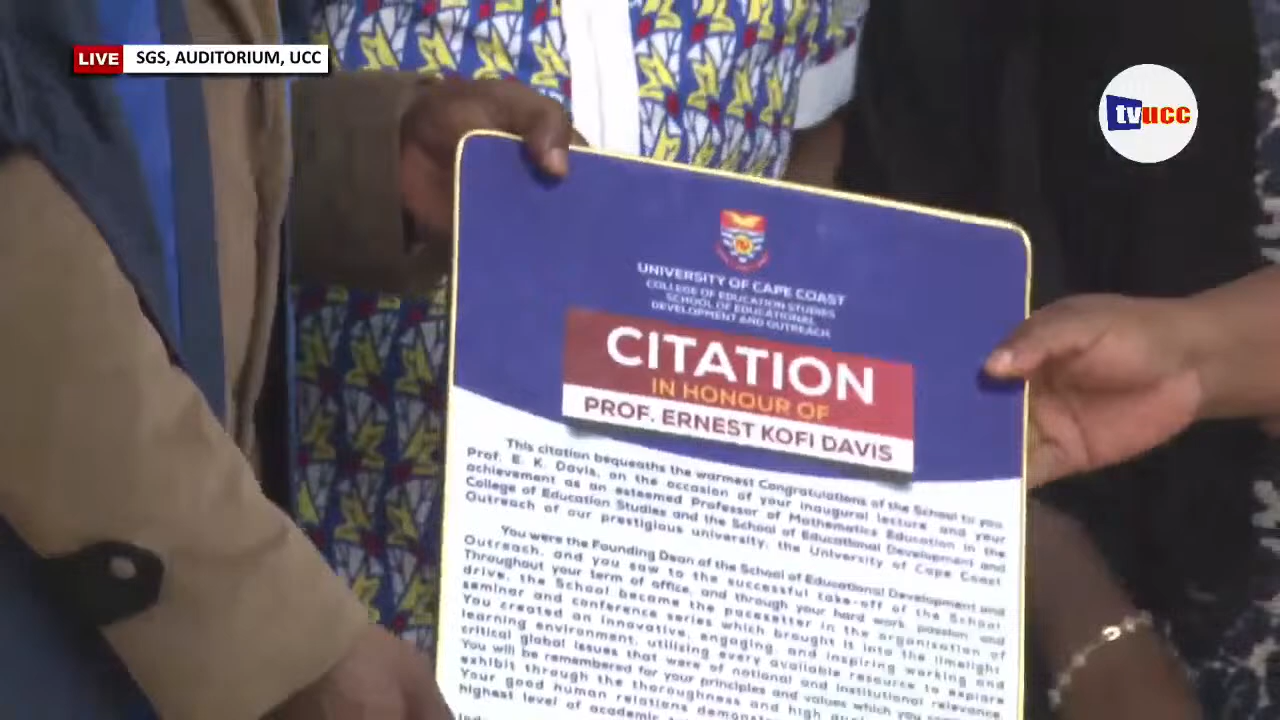 LIVE SGS, AUDITORIUM, UCC
tvucc
UNIVERSITY OF CAPE COAST
COLLEGE OF EDUCATION STUDIES
SCHOOL OF EDUCATIONAL
DEVELOPMENT AND OUTREACH
CITATION
IN HONOUR OF
PROF. ERNEST KOFI DAVIS
This citation bequeaths the warmest Congratulations of the School to you
Prof. E. K. Davis, on the occasion of your inaugural lecture and your
achievement as an esteemed Professor of Mathematics Education in the
College of Education Studies and the School of Educational Development and
Outreach of our prestigious university, the University of Cape Coast
You were the Founding Dean of the School of Educational Development and
Outreach, and you saw to the successful take-off of the School
Throughout your term of office, and through your hard work, passion, and
drive, the School became the pacesetter in the organisation of
seminar and conference series which brought it into the limelight.
You created an innovative, engaging, and inspiring working and
learning environment, utilising every available resource to explore
critical global issues that were of national and institutional relevance.
You will be remembered for your principles and values which you
exhibit through the thoroughness and high
Your good human relations
highest level of academic